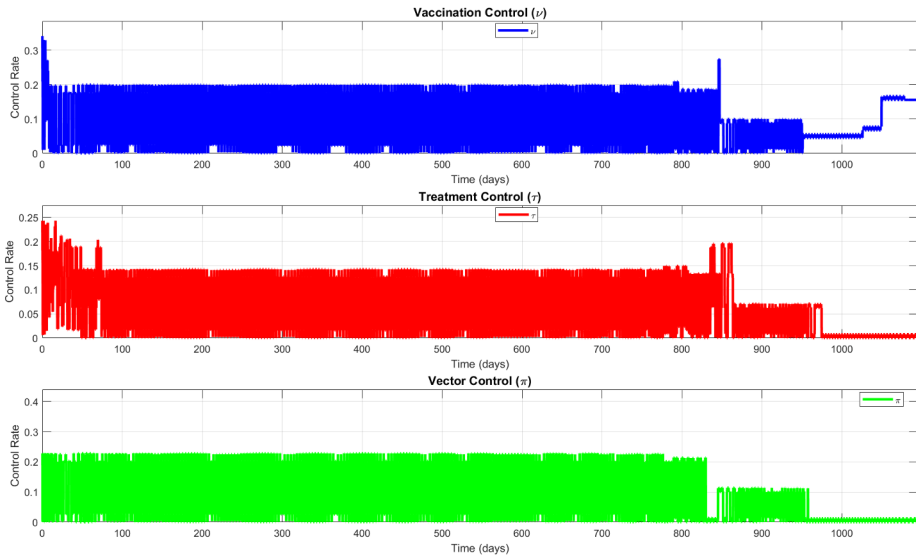 Vaccination Control (ν)
ν
Control Rate
0.3
0.2
0.1
0
0 100 200 300 400 500 600 700 800 900 1000
Time (days)
Treatment Control (τ)
τ
Control Rate
0.25
0.2
0.15
0.1
0.05
0
0 100 200 300 400 500 600 700 800 900 1000
Time (days)
Vector Control (π)
π
Control Rate
0.4
0.3
0.2
0.1
0
0 100 200 300 400 500 600 700 800 900 1000
Time (days)